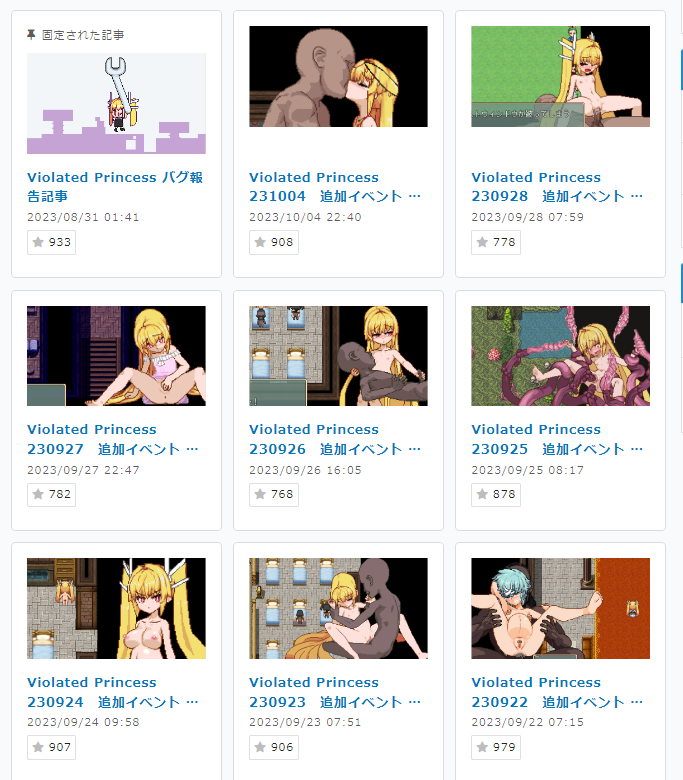 固定された記事
Violated Princess バグ報
告記事
2023/08/31 01:41
933
Violated Princess
231004 追加イベント …
2023/10/04 22:40
908
Violated Princess
230928 追加イベント …
2023/09/28 07:59
778
Violated Princess
230927 追加イベント …
2023/09/27 22:47
782
Violated Princess
230926 追加イベント …
2023/09/26 16:05
768
Violated Princess
230925 追加イベント …
2023/09/25 08:17
878
Violated Princess
230924 追加イベント …
2023/09/24 09:58
907
Violated Princess
230923 追加イベント …
2023/09/23 07:51
906
Violated Princess
230922 追加イベント …
2023/09/22 07:15
979